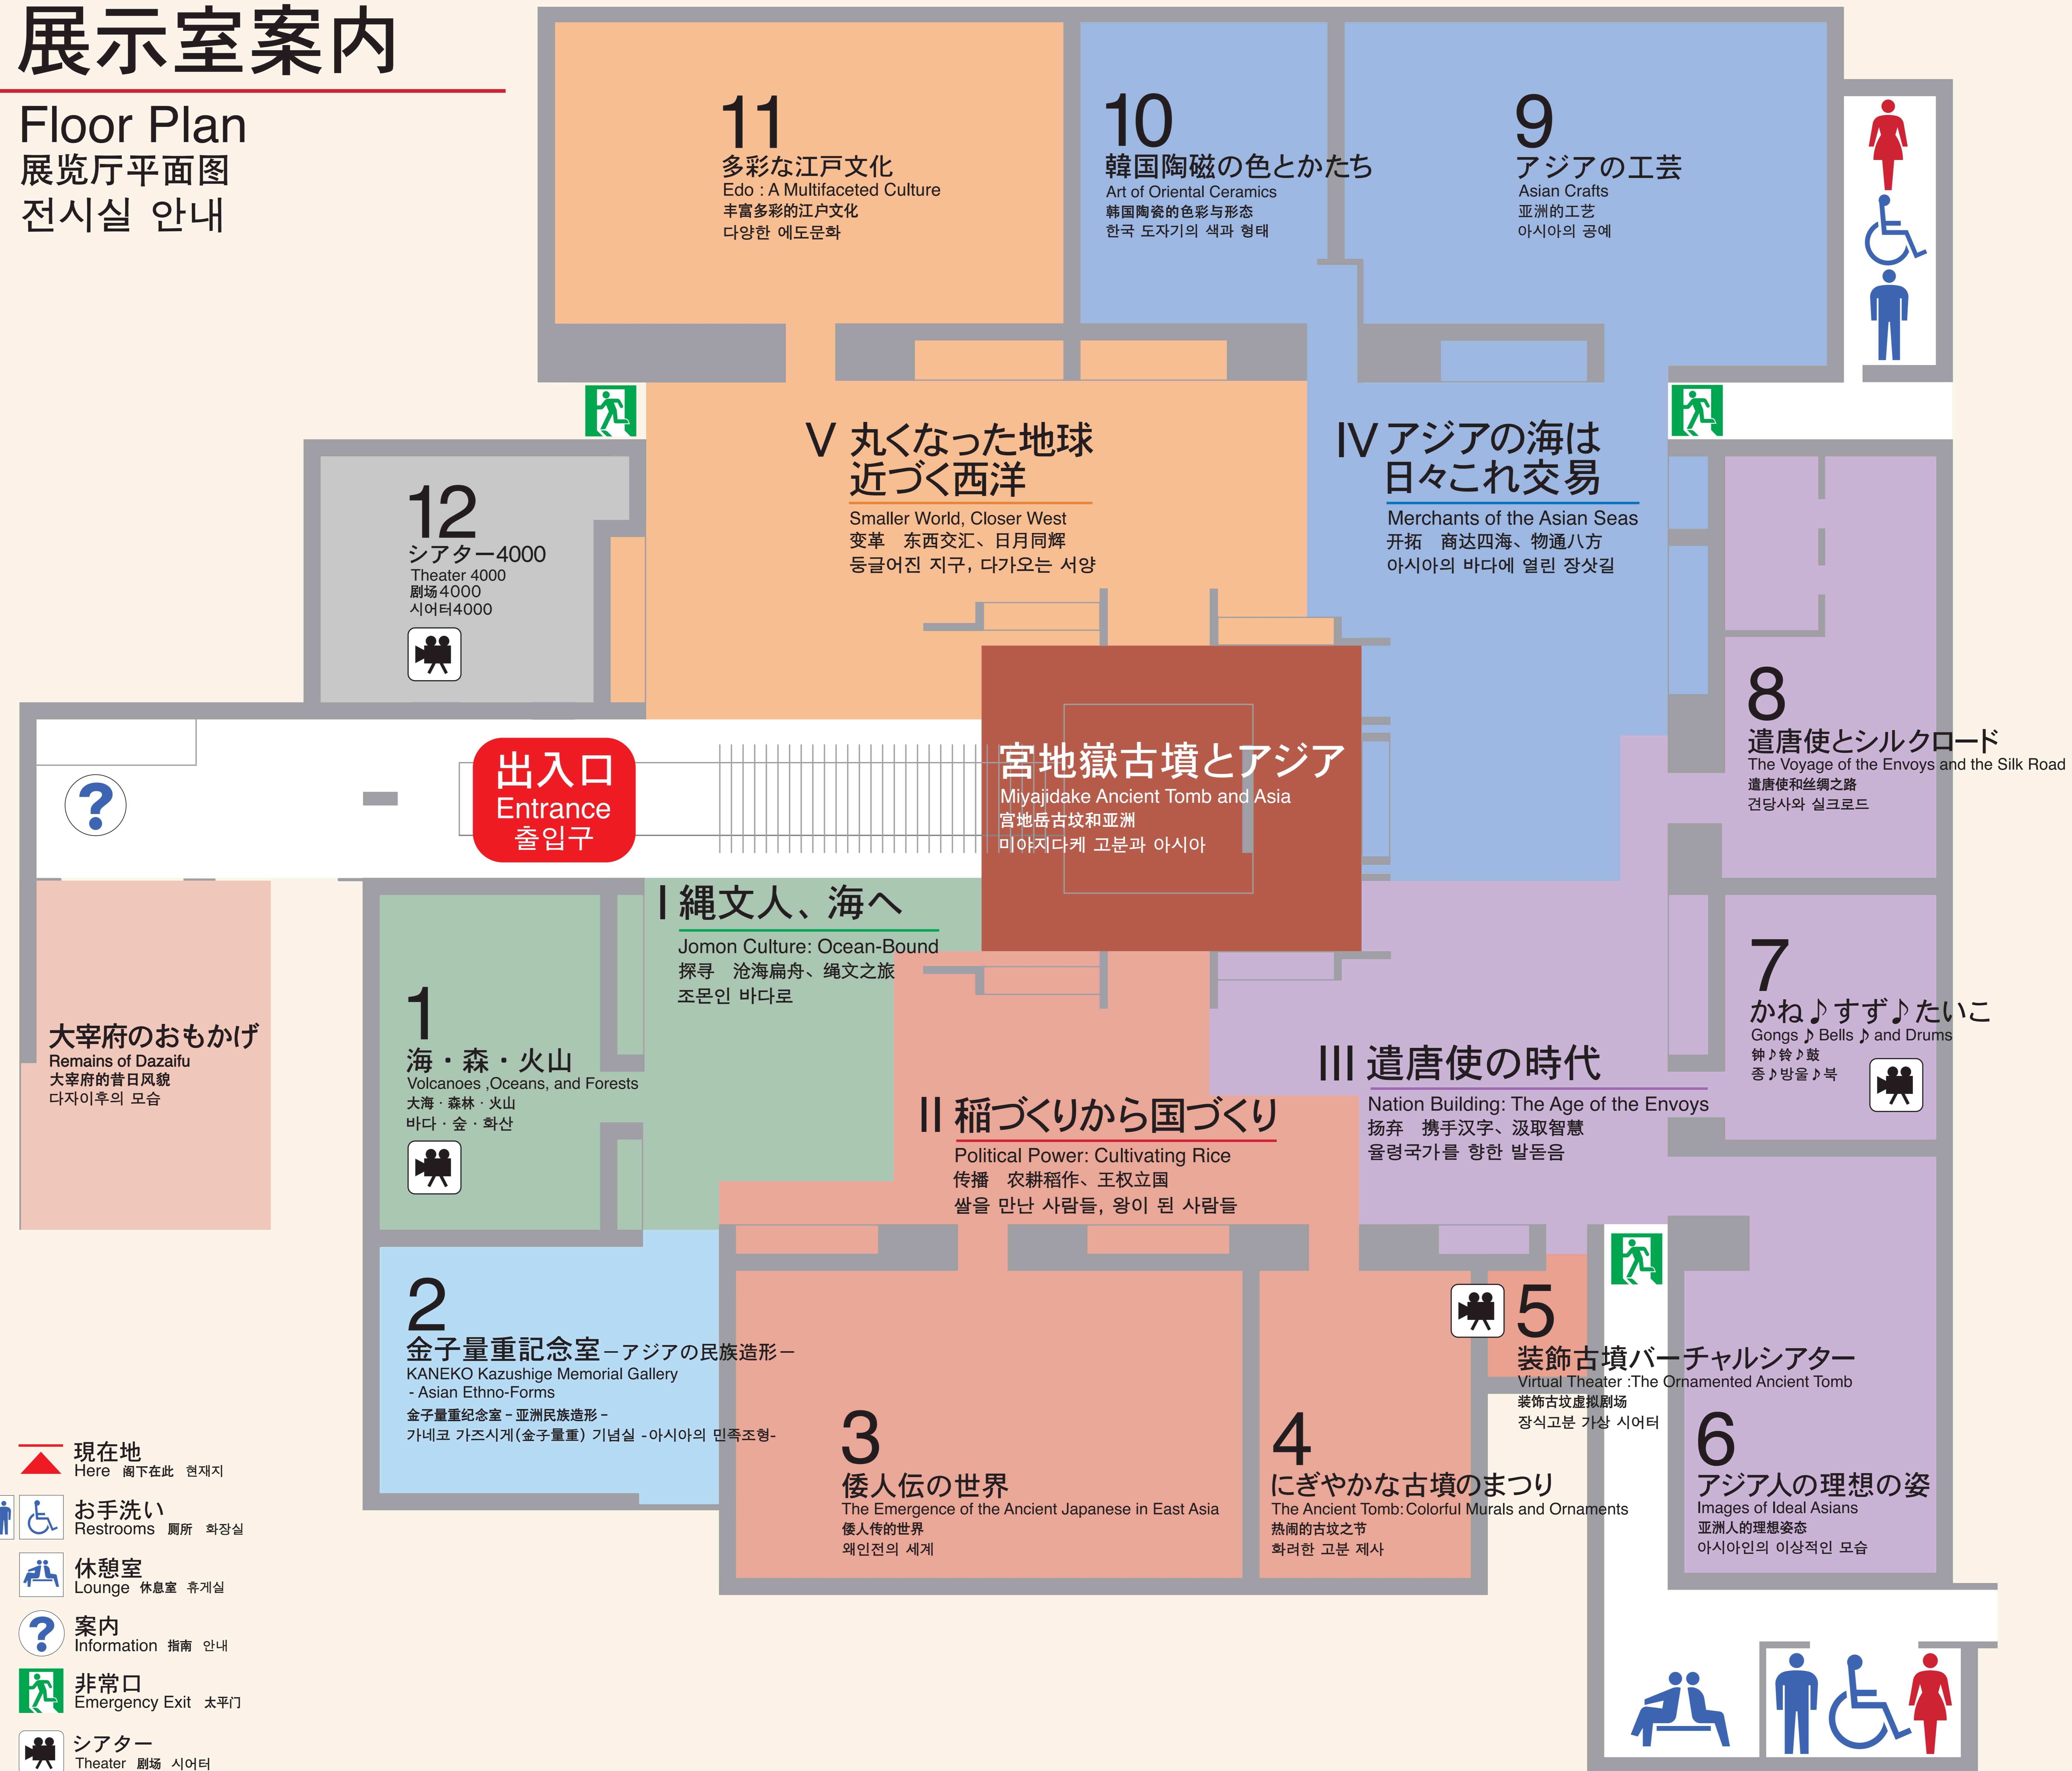 展示室案内
Floor Plan
展览厅平面图
전시실 안내
11
多彩な江戸文化
Edo : A Multifaceted Culture
丰富多彩的江户文化
다양한 에도문화
10
韓国陶磁の色とかたち
Art of Oriental Ceramics
韩国陶瓷的色彩与形态
한국 도자기의 색과 형태
9
アジアの工芸
Asian Crafts
亚洲的工艺
아시아의 공예
V 丸くなった地球
近づく西洋
Smaller World, Closer West
变革　东西交汇、日月同辉
둥글어진 지구, 다가오는 서양
IV アジアの海は
日々これ交易
Merchants of the Asian Seas
开拓　商达四海、物通八方
아시아의 바다에 열린 장삿길
12
シアター4000
Theater 4000
剧场4000
시어터4000
8
遣唐使とシルクロード
The Voyage of the Envoys and the Silk Road
遣唐使和丝绸之路
견당사와 실크로드
出入口
Entrance
출입구
宮地嶽古墳とアジア
Miyajidake Ancient Tomb and Asia
宫地岳古坟和亚洲
미야지다케 고분과 아시아
?
I 縄文人、海へ
Jomon Culture: Ocean-Bound
探寻　沧海扁舟、绳文之旅
조몬인 바다로
7
かね♪すず♪たいこ
Gongs ♪ Bells ♪ and Drums
钟♪铃♪鼓
종♪방울♪북
大宰府のおもかげ
Remains of Dazaifu
大宰府的昔日风貌
다자이후의 모습
1
海・森・火山
Volcanoes ,Oceans, and Forests
大海・森林・火山
바다・숲・화산
III 遣唐使の時代
Nation Building: The Age of the Envoys
扬弃　携手汉字、汲取智慧
율령국가를 향한 발돋음
II 稲づくりから国づくり
Political Power: Cultivating Rice
传播　农耕稻作、王权立国
쌀을 만난 사람들, 왕이 된 사람들
2
金子量重記念室－アジアの民族造形－
KANEKO Kazushige Memorial Gallery
- Asian Ethno-Forms
金子量重纪念室－亚洲民族造形－
가네코 가즈시게(金子量重) 기념실 -아시아의 민족조형-
5
装飾古墳バーチャルシアター
Virtual Theater :The Ornamented Ancient Tomb
装饰古坟虚拟剧场
장식고분 가상 시어터
3
倭人伝の世界
The Emergence of the Ancient Japanese in East Asia
倭人传的世界
왜인전의 세계
4
にぎやかな古墳のまつり
The Ancient Tomb: Colorful Murals and Ornaments
热闹的古坟之节
화려한 고분 제사
6
アジア人の理想の姿
Images of Ideal Asians
亚洲人的理想姿态
아시아인의 이상적인 모습
現在地
Here 阁下在此 현재지
お手洗い
Restrooms 厕所 화장실
休憩室
Lounge 休息室 휴게실
?
案内
Information 指南 안내
非常口
Emergency Exit 太平门
シアター
Theater 剧场 시어터